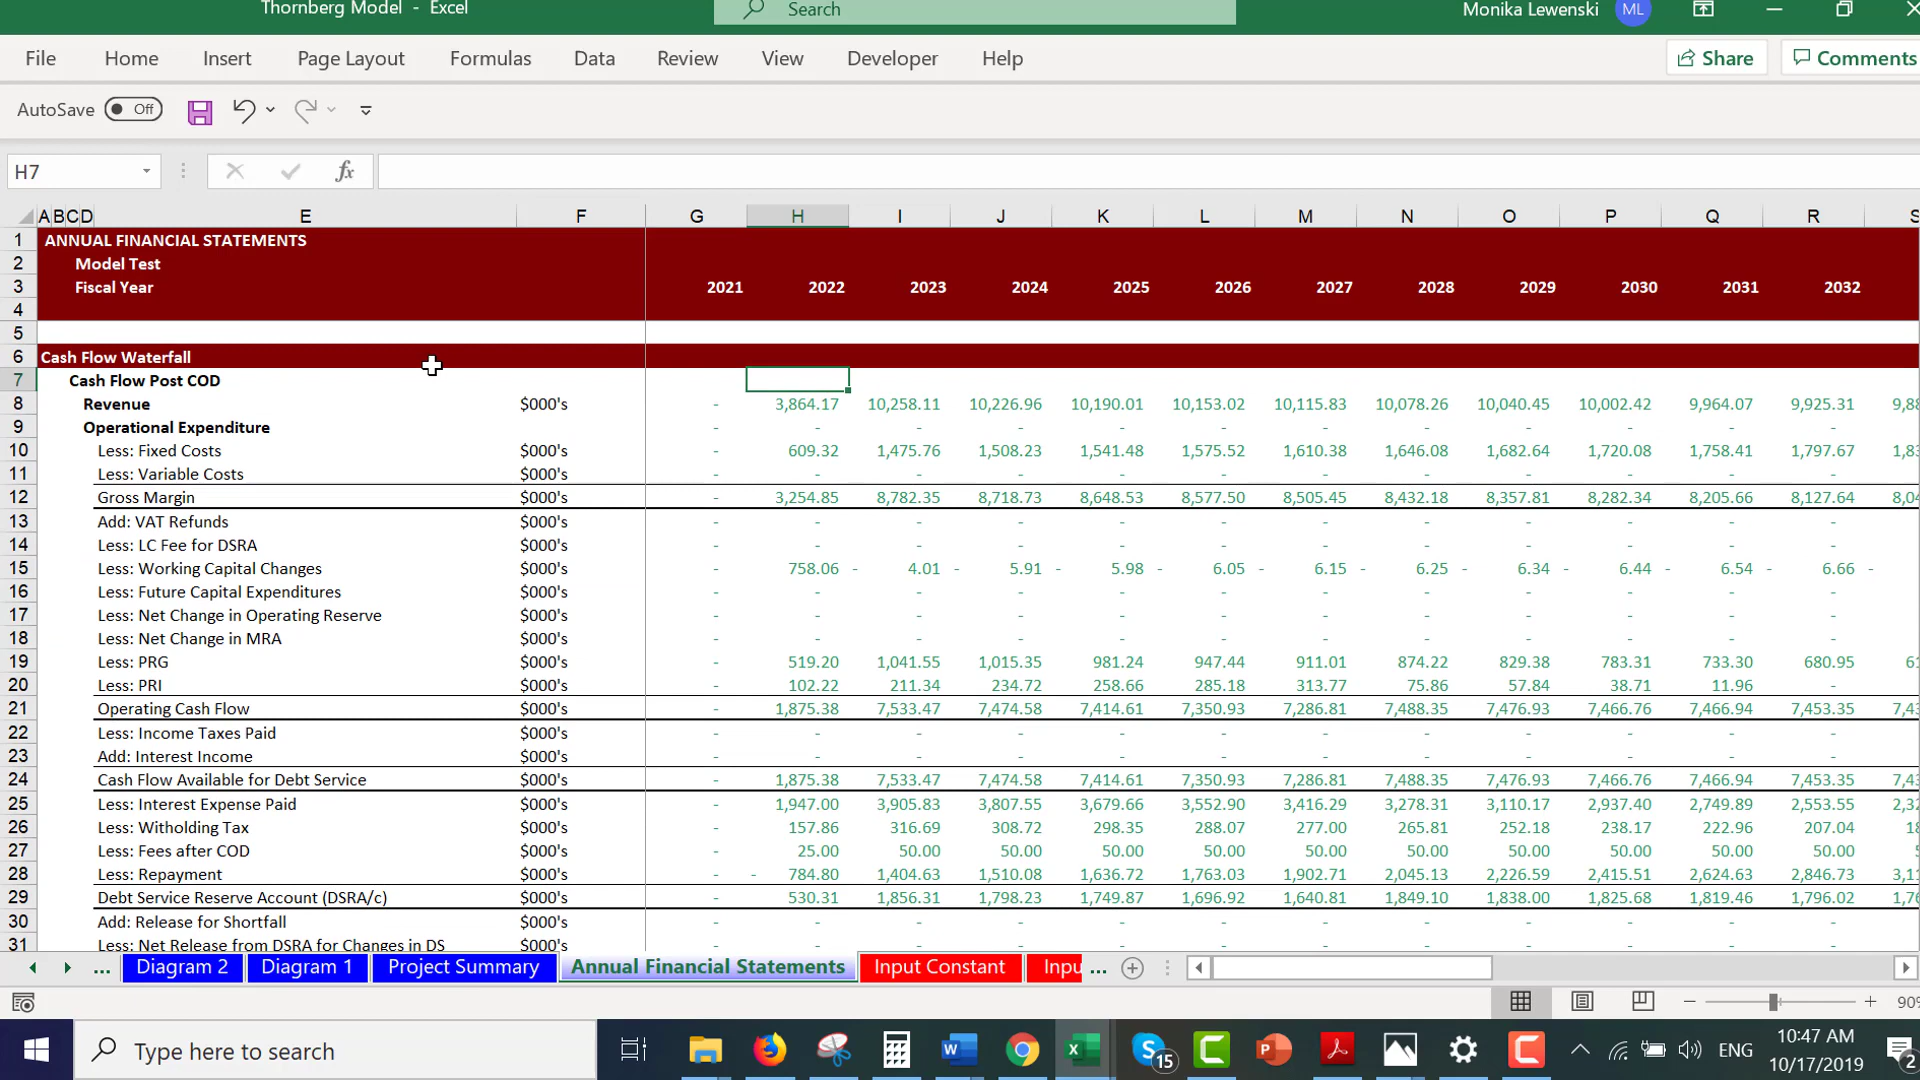 Thornberg Model - Excel
Search
Monika Lewenski ML
File Home Insert Page Layout Formulas Data Review View Developer Help Share Comments
AutoSave Off
H7 fx
A B C D E F G H I J K L M N O P Q R S
1 ANNUAL FINANCIAL STATEMENTS
2 Model Test
3 Fiscal Year 2021 2022 2023 2024 2025 2026 2027 2028 2029 2030 2031 2032
4
5
6 Cash Flow Waterfall
7 Cash Flow Post COD
8 Revenue $000's - 3,864.17 10,258.11 10,226.96 10,190.01 10,153.02 10,115.83 10,078.26 10,040.45 10,002.42 9,964.07 9,925.31
9 Operational Expenditure - - - - - - - - - - - -
10 Less: Fixed Costs $000's - 609.32 1,475.76 1,508.23 1,541.48 1,575.52 1,610.38 1,646.08 1,682.64 1,720.08 1,758.41 1,797.67
11 Less: Variable Costs $000's - - - - - - - - - - - -
12 Gross Margin $000's - 3,254.85 8,782.35 8,718.73 8,648.53 8,577.50 8,505.45 8,432.18 8,357.81 8,282.34 8,205.66 8,127.64
13 Add: VAT Refunds $000's - - - - - - - - - - - -
14 Less: LC Fee for DSRA $000's - - - - - - - - - - - -
15 Less: Working Capital Changes $000's - 758.06 - 4.01 - 5.91 - 5.98 - 6.05 - 6.15 - 6.25 - 6.34 - 6.44 - 6.54 - 6.66 -
16 Less: Future Capital Expenditures $000's - - - - - - - - - - - -
17 Less: Net Change in Operating Reserve $000's - - - - - - - - - - - -
18 Less: Net Change in MRA $000's - - - - - - - - - - - -
19 Less: PRG $000's - 519.20 1,041.55 1,015.35 981.24 947.44 911.01 874.22 829.38 783.31 733.30 680.95
20 Less: PRI $000's - 102.22 211.34 234.72 258.66 285.18 313.77 75.86 57.84 38.71 11.96 -
21 Operating Cash Flow $000's - 1,875.38 7,533.47 7,474.58 7,414.61 7,350.93 7,286.81 7,488.35 7,476.93 7,466.76 7,466.94 7,453.35
22 Less: Income Taxes Paid $000's - - - - - - - - - - - -
23 Add: Interest Income $000's - - - - - - - - - - - -
24 Cash Flow Available for Debt Service $000's - 1,875.38 7,533.47 7,474.58 7,414.61 7,350.93 7,286.81 7,488.35 7,476.93 7,466.76 7,466.94 7,453.35
25 Less: Interest Expense Paid $000's - 1,947.00 3,905.83 3,807.55 3,679.66 3,552.90 3,416.29 3,278.31 3,110.17 2,937.40 2,749.89 2,553.55
26 Less: Witholding Tax $000's - 157.86 316.69 308.72 298.35 288.07 277.00 265.81 252.18 238.17 222.96 207.04
27 Less: Fees after COD $000's - 25.00 50.00 50.00 50.00 50.00 50.00 50.00 50.00 50.00 50.00 50.00
28 Less: Repayment $000's - - 784.80 1,404.63 1,510.08 1,636.72 1,763.03 1,902.71 2,045.13 2,226.59 2,415.51 2,624.63 2,846.73
29 Debt Service Reserve Account (DSRA/c) $000's - 530.31 1,856.31 1,798.23 1,749.87 1,696.92 1,640.81 1,849.10 1,838.00 1,825.68 1,819.46 1,796.02
30 Add: Release for Shortfall $000's - - - - - - - - - - - -
31 Less: Net Release from DSRA for Changes in DS $000's - - - - - - - - - - - -
... Diagram 2 Diagram 1 Project Summary Annual Financial Statements Input Constant Inpu ...
90%
Type here to search 15 ENG 10:47 AM
10/17/2019 2